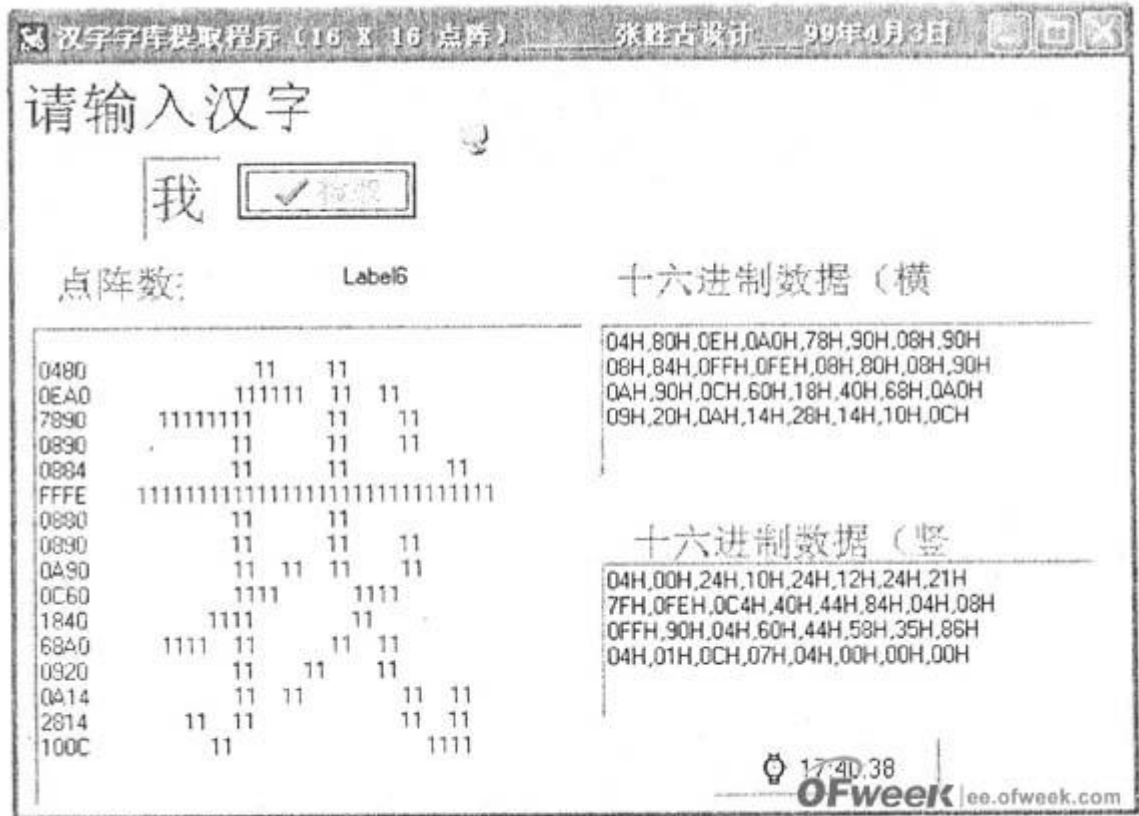 汉字字库提取程序（16 X 16 点阵）______张胜古设计___99年4月3日
请输入汉字
我
点阵数
Label6
0480 11 11
0EA0 111111 11 11
7890 11111111 11 11
0890 11 11 11
0884 11 11 11
FFFE 111111111111111111111111111111
0880 11 11
0890 11 11 11
0A90 11 11 11 11
0C60 1111 1111
1840 1111 11
68A0 1111 11 11 11
0920 11 11 11
0A14 11 11 11 11
2814 11 11 11 11
100C 11 1111
十六进制数据（横
04H,80H,0EH,0A0H,78H,90H,08H,90H
08H,84H,0FFH,0FEH,08H,80H,08H,90H
0AH,90H,0CH,60H,18H,40H,68H,0A0H
09H,20H,0AH,14H,28H,14H,10H,0CH
十六进制数据（竖
04H,00H,24H,10H,24H,12H,24H,21H
7FH,0FEH,0C4H,40H,44H,84H,04H,08H
0FFH,90H,04H,60H,44H,58H,35H,86H
04H,01H,0CH,07H,04H,00H,00H,00H
17:40:38
OFweek ee.ofweek.com